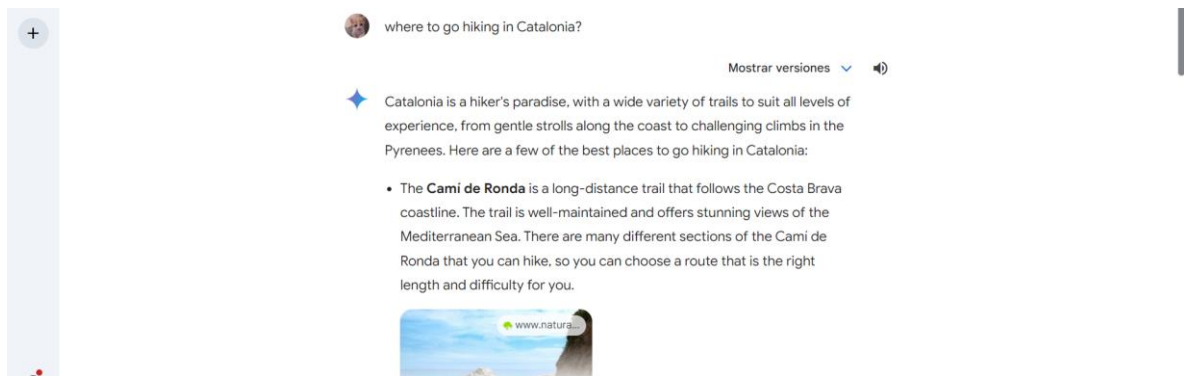 where to go hiking in Catalonia?
Mostrar versiones
Catalonia is a hiker's paradise, with a wide variety of trails to suit all levels of
experience, from gentle strolls along the coast to challenging climbs in the
Pyrenees. Here are a few of the best places to go hiking in Catalonia:
• The Camí de Ronda is a long-distance trail that follows the Costa Brava
coastline. The trail is well-maintained and offers stunning views of the
Mediterranean Sea. There are many different sections of the Camí de
Ronda that you can hike, so you can choose a route that is the right
length and difficulty for you.
www.natura...